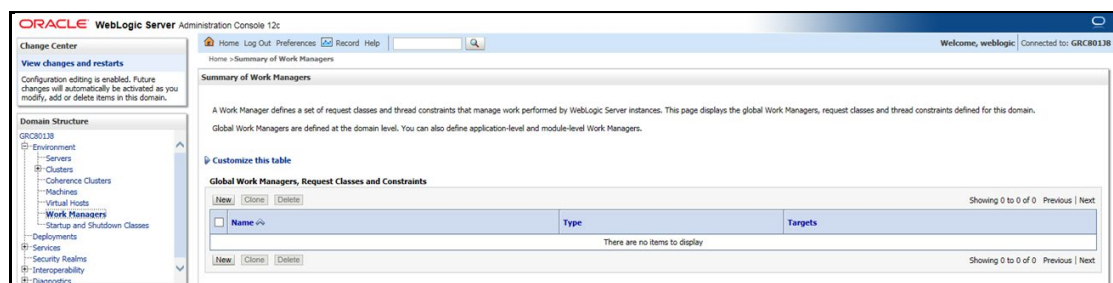 ORACLE WebLogic Server Administration Console 12c
Change Center
View changes and restarts
Configuration editing is enabled. Future
changes will automatically be activated as you
modify, add or delete items in this domain.
Domain Structure
GRC801J8
Environment
Servers
Clusters
Coherence Clusters
Machines
Virtual Hosts
Work Managers
Startup and Shutdown Classes
Deployments
Services
Security Realms
Interoperability
Diagnostics
Home Log Out Preferences Record Help
Welcome, weblogic Connected to: GRC801J8
Home >Summary of Work Managers
Summary of Work Managers
A Work Manager defines a set of request classes and thread constraints that manage work performed by WebLogic Server instances. This page displays the global Work Managers, request classes and thread constraints defined for this domain.
Global Work Managers are defined at the domain level. You can also define application-level and module-level Work Managers.
Customize this table
Global Work Managers, Request Classes and Constraints
New Clone Delete Showing 0 to 0 of 0 Previous | Next
Name Type Targets
There are no items to display
New Clone Delete Showing 0 to 0 of 0 Previous | Next